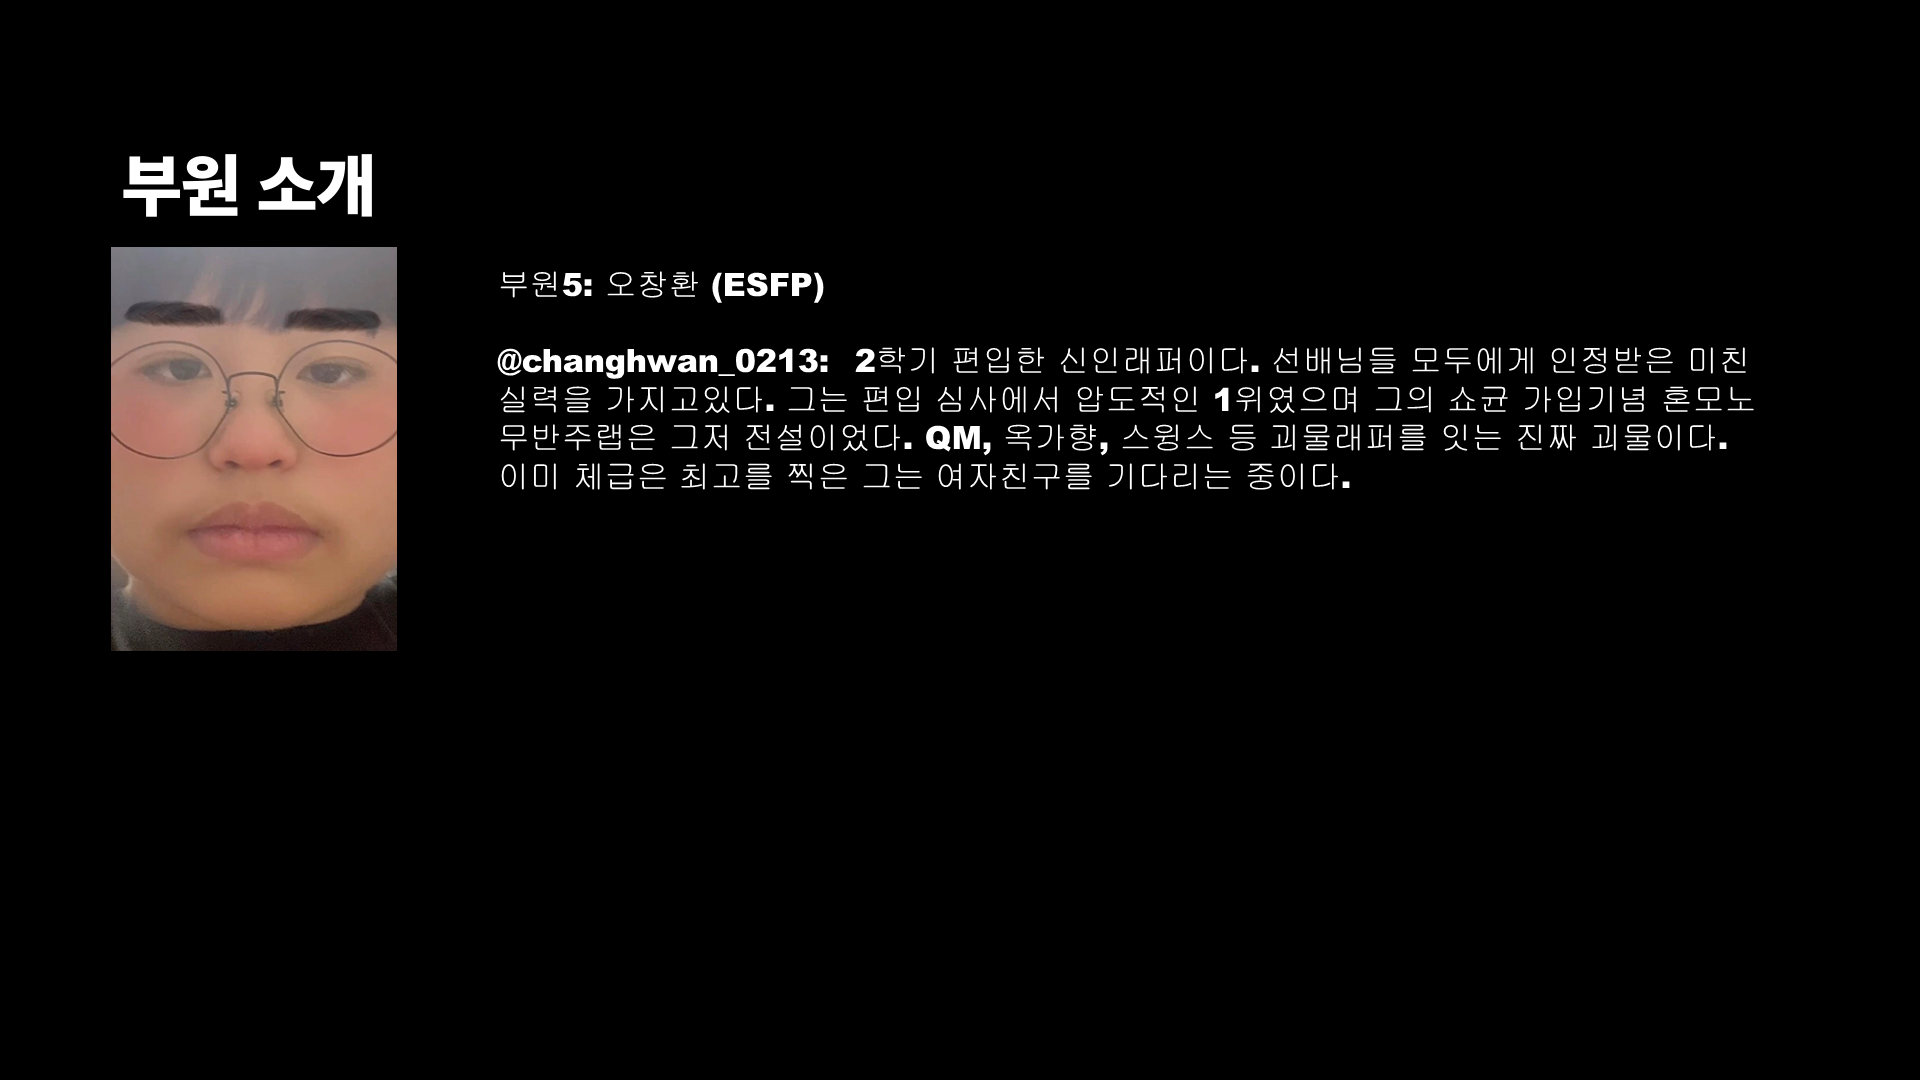 부원 소개
부원5: 오창환 (ESFP)
@changhwan_0213:  2학기 편입한 신인래퍼이다. 선배님들 모두에게 인정받은 미친
실력을 가지고있다. 그는 편입 심사에서 압도적인 1위였으며 그의 쇼균 가입기념 혼모노
무반주랩은 그저 전설이었다. QM, 옥가향, 스윙스 등 괴물래퍼를 잇는 진짜 괴물이다.
이미 체급은 최고를 찍은 그는 여자친구를 기다리는 중이다.